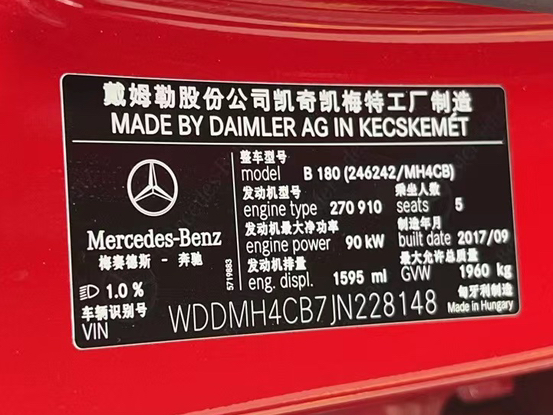 戴姆勒股份公司凯奇凯梅特工厂制造
MADE BY DAIMLER AG IN KECSKEMÉT
整车型号
model B 180 (246242/MH4CB)
发动机型号 乘坐人数
engine type 270 910 seats 5
发动机最大净功率 制造年月
engine power 90 kW built date 2017/09
发动机排量 最大允许总质量
eng. displ. 1595 ml GVW 1960 kg
Mercedes-Benz
梅赛德斯 - 奔驰
5719883
1.0 %
车辆识别号
VIN WDDMH4CB7JN228148
匈牙利制造
Made in Hungary